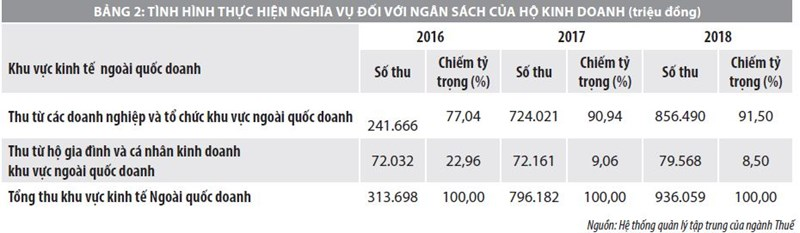 BẢNG 2: TÌNH HÌNH THỰC HIỆN NGHĨA VỤ ĐỐI VỚI NGÂN SÁCH CỦA HỘ KINH DOANH (triệu đồng)
Khu vực kinh tế ngoài quốc doanh 2016 2017 2018
Số thu Chiếm tỷ trọng (%) Số thu Chiếm tỷ trọng (%) Số thu Chiếm tỷ trọng (%)
Thu từ các doanh nghiệp và tổ chức khu vực ngoài quốc doanh 241.666 77,04 724.021 90,94 856.490 91,50
Thu từ hộ gia đình và cá nhân kinh doanh
khu vực ngoài quốc doanh 72.032 22,96 72.161 9,06 79.568 8,50
Tổng thu khu vực kinh tế Ngoài quốc doanh 313.698 100,00 796.182 100,00 936.059 100,00
Nguồn: Hệ thống quản lý tập trung của ngành Thuế